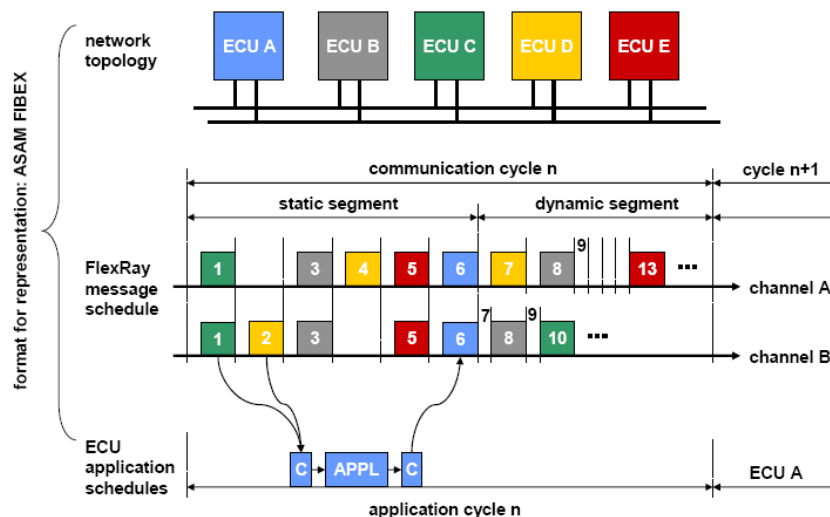 format for representation: ASAM FIBEX
network
topology
ECU A
ECU B
ECU C
ECU D
ECU E
communication cycle n
cycle n+1
static segment
dynamic segment
FlexRay
message
schedule
1
3
4
5
6
7
8
9
13
...
channel A
1
2
3
5
6
7
8
9
10
...
channel B
ECU
application
schedules
C
APPL
C
ECU A
application cycle n